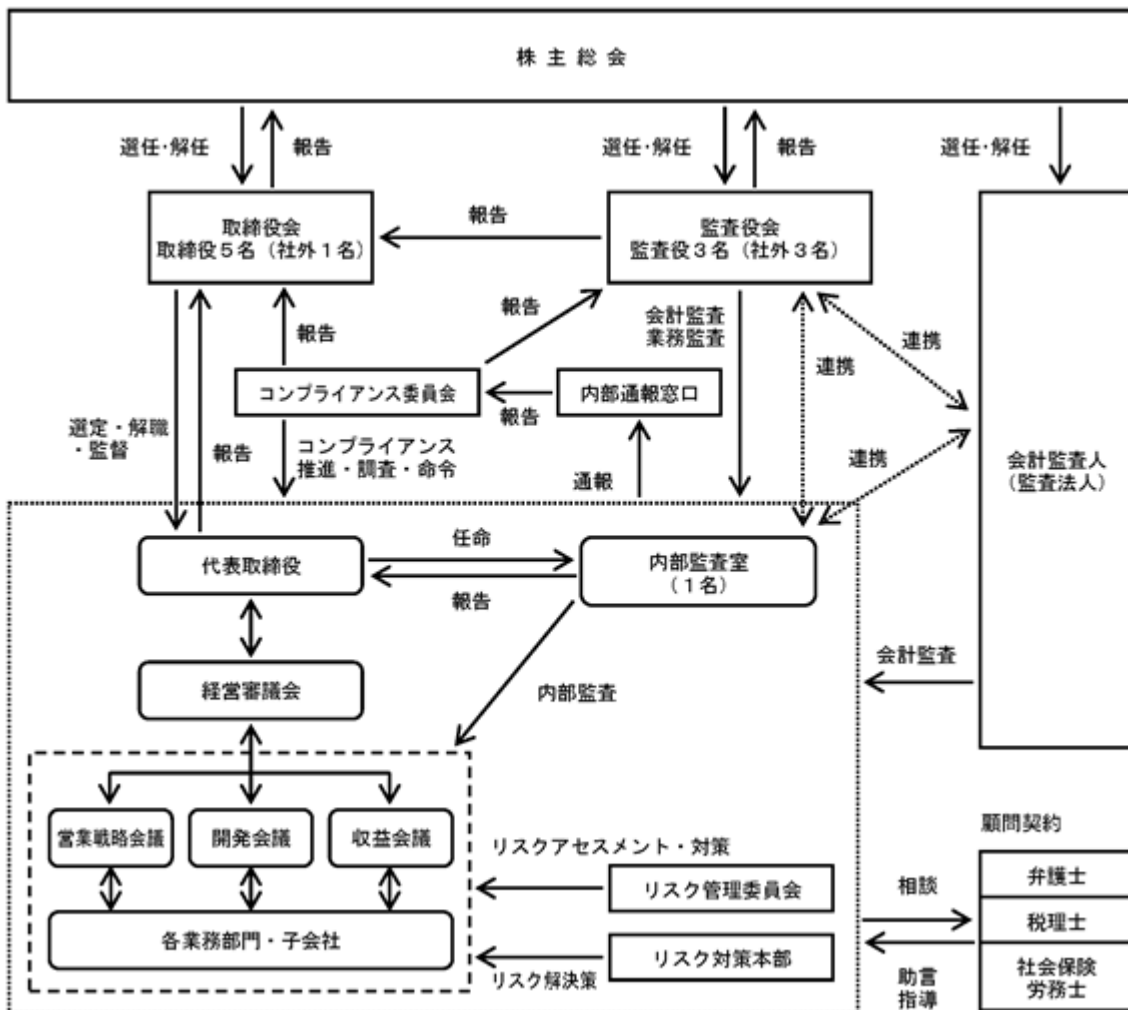 株主総会
選任・解任
報告
選任・解任
報告
選任・解任
取締役会
取締役5名（社外1名）
報告
監査役会
監査役3名（社外3名）
報告
報告
会計監査
業務監査
連携
連携
コンプライアンス委員会
報告
内部通報窓口
選定・解職
・監督
報告
コンプライアンス
推進・調査・命令
通報
連携
会計監査人
（監査法人）
代表取締役
任命
報告
内部監査室
（1名）
会計監査
経営審議会
内部監査
営業戦略会議
開発会議
収益会議
リスクアセスメント・対策
リスク管理委員会
各業務部門・子会社
リスク対策本部
リスク解決策
顧問契約
相談
弁護士
税理士
社会保険
労務士
助言
指導